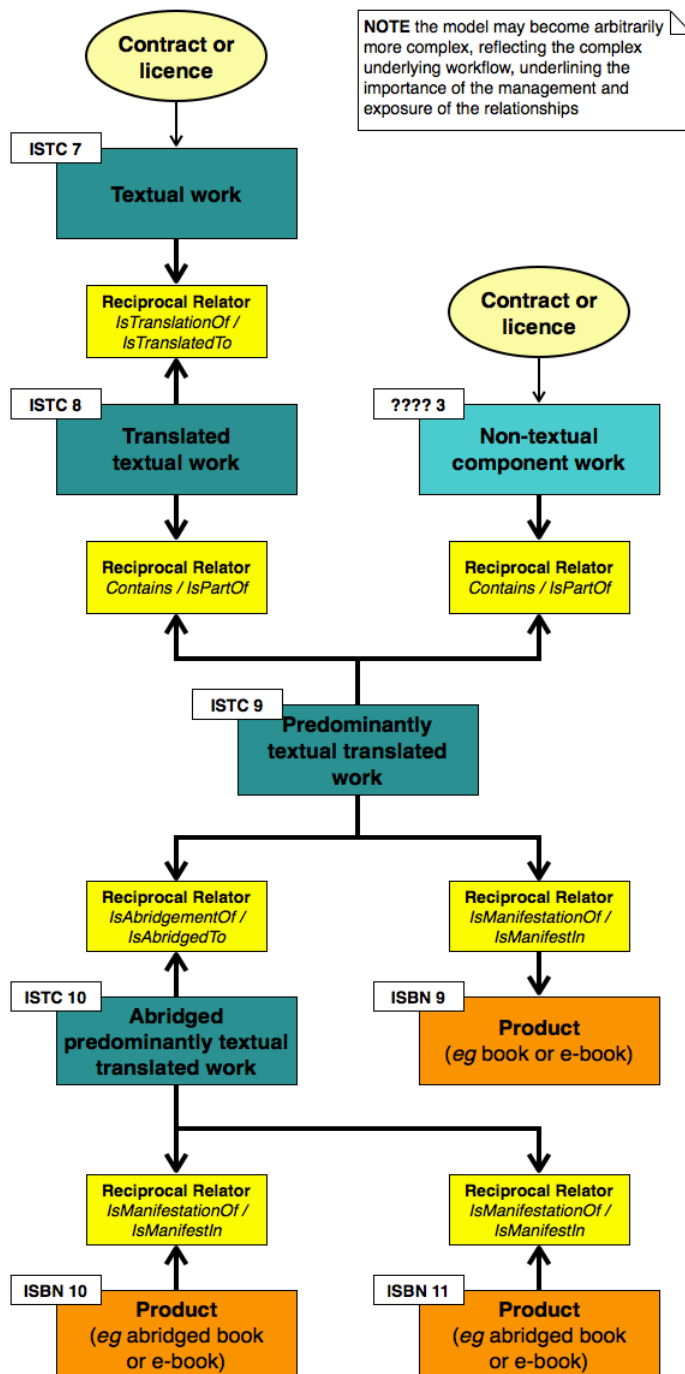 Contract or
licence
NOTE the model may become arbitrarily
more complex, reflecting the complex
underlying workflow, underlining the
importance of the management and
exposure of the relationships
ISTC 7
Textual work
Reciprocal Relator
IsTranslationOf /
IsTranslatedTo
Contract or
licence
ISTC 8
Translated
textual work
???? 3
Non-textual
component work
Reciprocal Relator
Contains / IsPartOf
Reciprocal Relator
Contains / IsPartOf
ISTC 9
Predominantly
textual translated
work
Reciprocal Relator
IsAbridgementOf /
IsAbridgedTo
Reciprocal Relator
IsManifestationOf /
IsManifestIn
ISTC 10
Abridged
predominantly textual
translated work
ISBN 9
Product
(eg book or e-book)
Reciprocal Relator
IsManifestationOf /
IsManifestIn
Reciprocal Relator
IsManifestationOf /
IsManifestIn
ISBN 10
Product
(eg abridged book
or e-book)
ISBN 11
Product
(eg abridged book
or e-book)